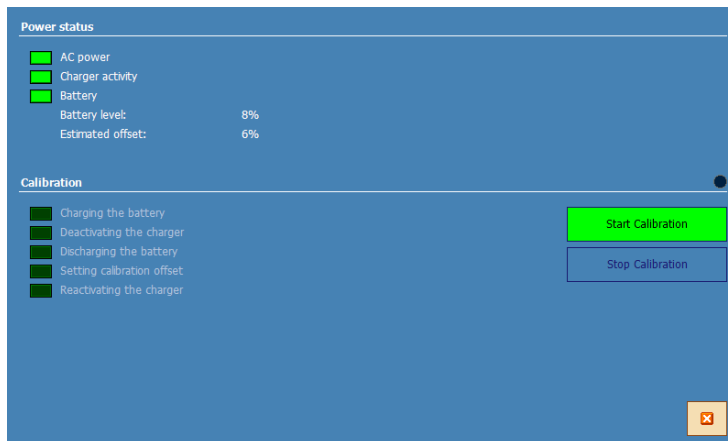 Power status
AC power
Charger activity
Battery
Battery level: 8%
Estimated offset: 6%
Calibration
Charging the battery
Start Calibration
Deactivating the charger
Discharging the battery
Stop Calibration
Setting calibration offset
Reactivating the charger